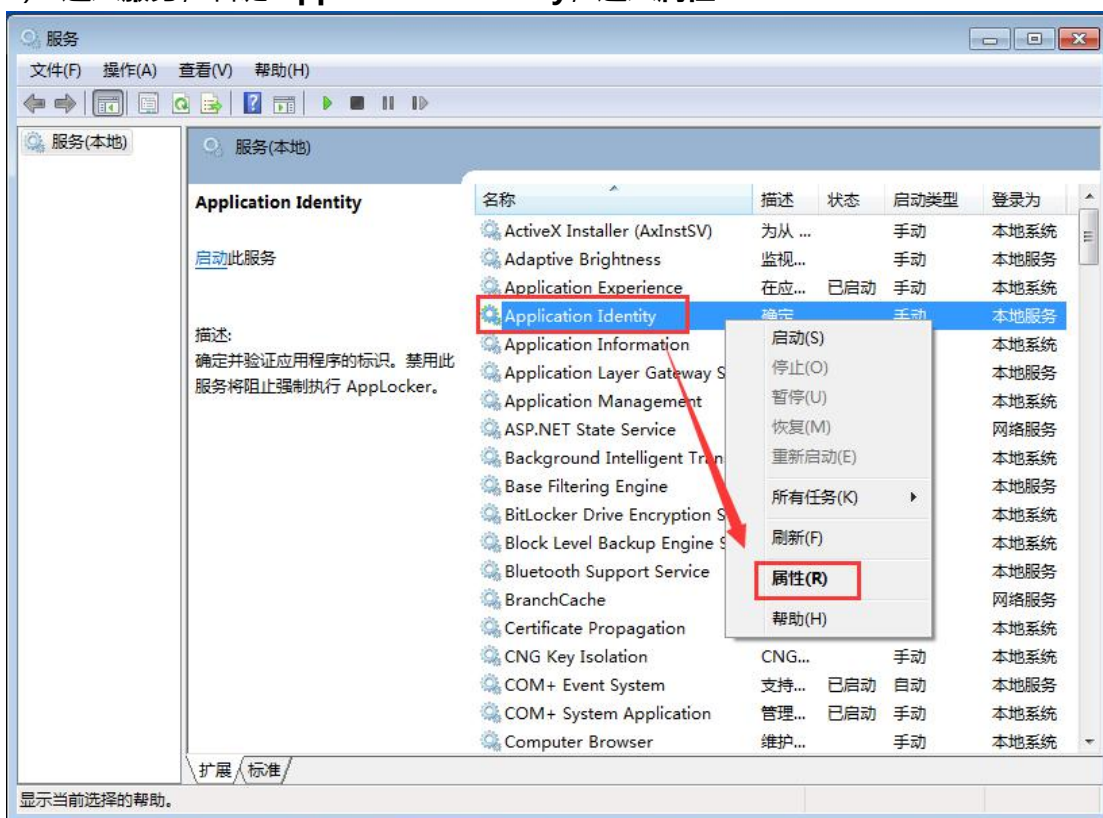 服务
文件(F) 操作(A) 查看(V) 帮助(H)
服务(本地)
服务(本地)
Application Identity
启动此服务
描述:
确定并验证应用程序的标识。禁用此
服务将阻止强制执行 AppLocker。
名称 描述 状态 启动类型 登录为
ActiveX Installer (AxInstSV) 为从 ... 手动 本地系统
Adaptive Brightness 监视... 手动 本地服务
Application Experience 在应... 已启动 手动 本地系统
Application Identity 确定 手动 本地服务
Application Information 本地系统
Application Layer Gateway S 本地服务
Application Management 本地系统
ASP.NET State Service 网络服务
Background Intelligent Tran 本地系统
Base Filtering Engine 本地服务
BitLocker Drive Encryption S 本地系统
Block Level Backup Engine S 本地系统
Bluetooth Support Service 本地服务
BranchCache 网络服务
Certificate Propagation 本地系统
CNG Key Isolation CNG... 手动 本地系统
COM+ Event System 支持... 已启动 自动 本地服务
COM+ System Application 管理... 已启动 手动 本地系统
Computer Browser 维护... 手动 本地系统
启动(S)
停止(O)
暂停(U)
恢复(M)
重新启动(E)
所有任务(K)
刷新(F)
属性(R)
帮助(H)
扩展 标准
显示当前选择的帮助。